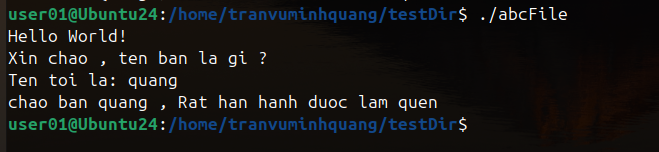 user01@Ubuntu24:/home/tranvuminhquang/testDir$ ./abcFile
Hello World!
Xin chao , ten ban la gi ?
Ten toi la: quang
chao ban quang , Rat han hanh duoc lam quen
user01@Ubuntu24:/home/tranvuminhquang/testDir$